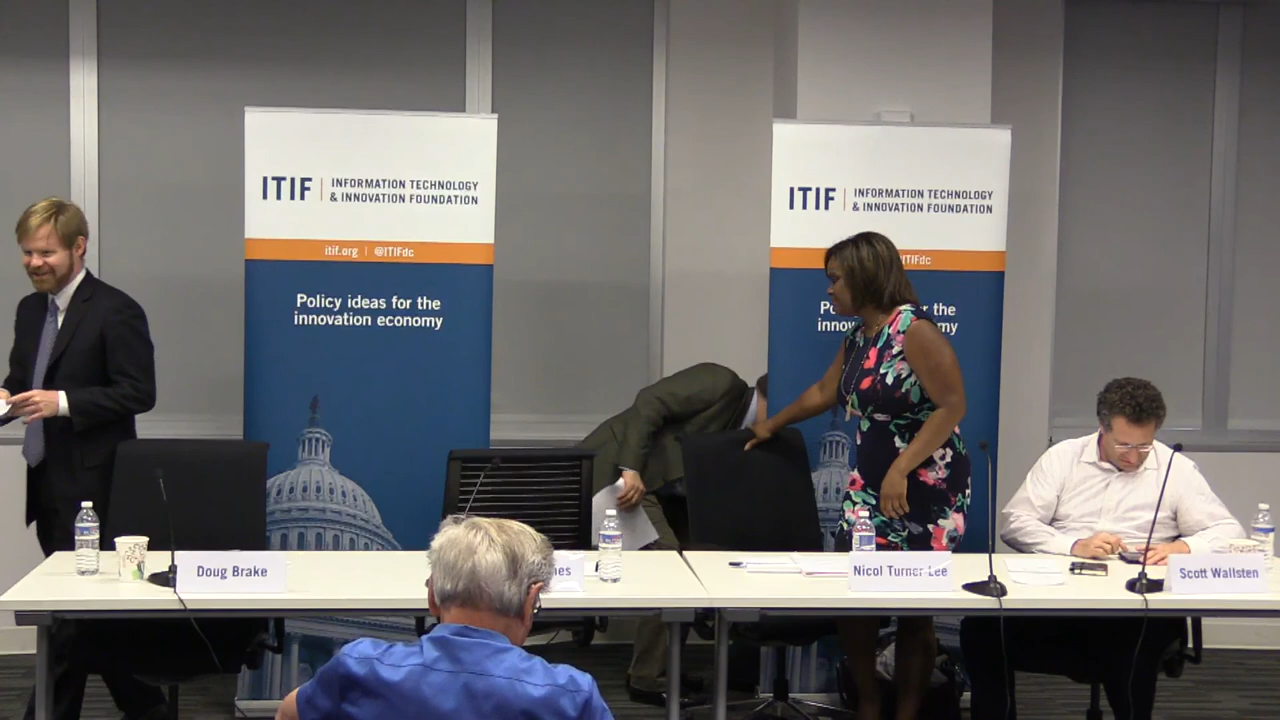 ITIF
INFORMATION TECHNOLOGY
& INNOVATION FOUNDATION
itif.org | @ITIFdc
Policy ideas for the
innovation economy
ITIF
INFORMATION TECHNOLOGY
& INNOVATION FOUNDATION
ITIFdc
the
Doug Brake
Nicol Turner Lee
Scott Wallsten